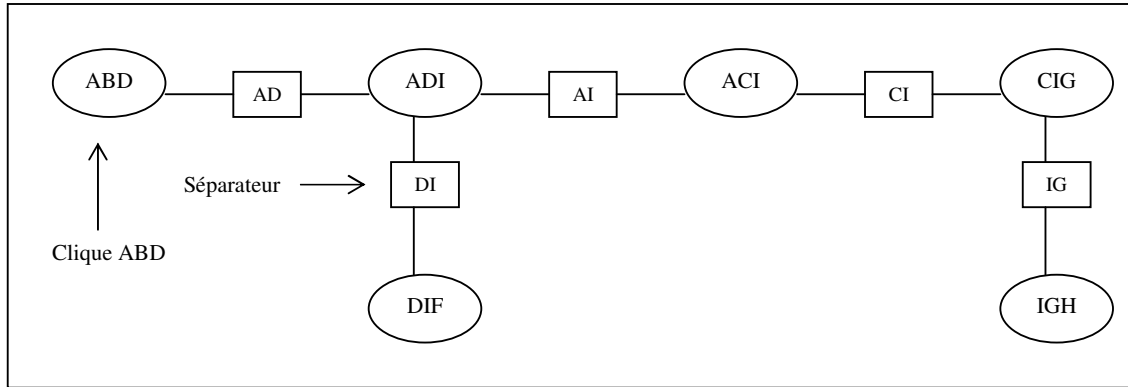 ABD
AD
ADI
AI
ACI
CI
CIG
Séparateur
DI
IG
Clique ABD
DIF
IGH